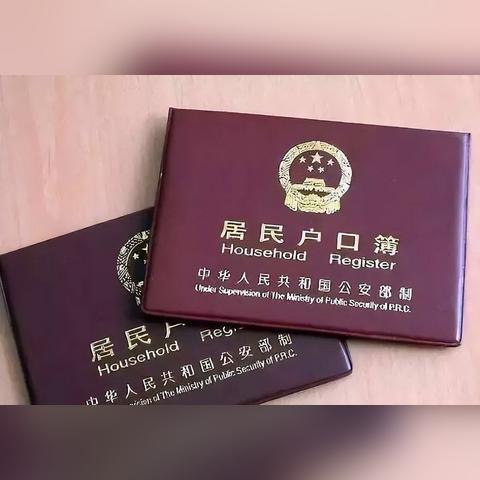 居民户口簿
Household Register
中华人民共和国公安部制
Under Supervision of The Ministry of Public Security of P.R.C.
居民户
Household Regis
中华人民共和国公安部制
of The Ministry of Public Security of P.R.C.